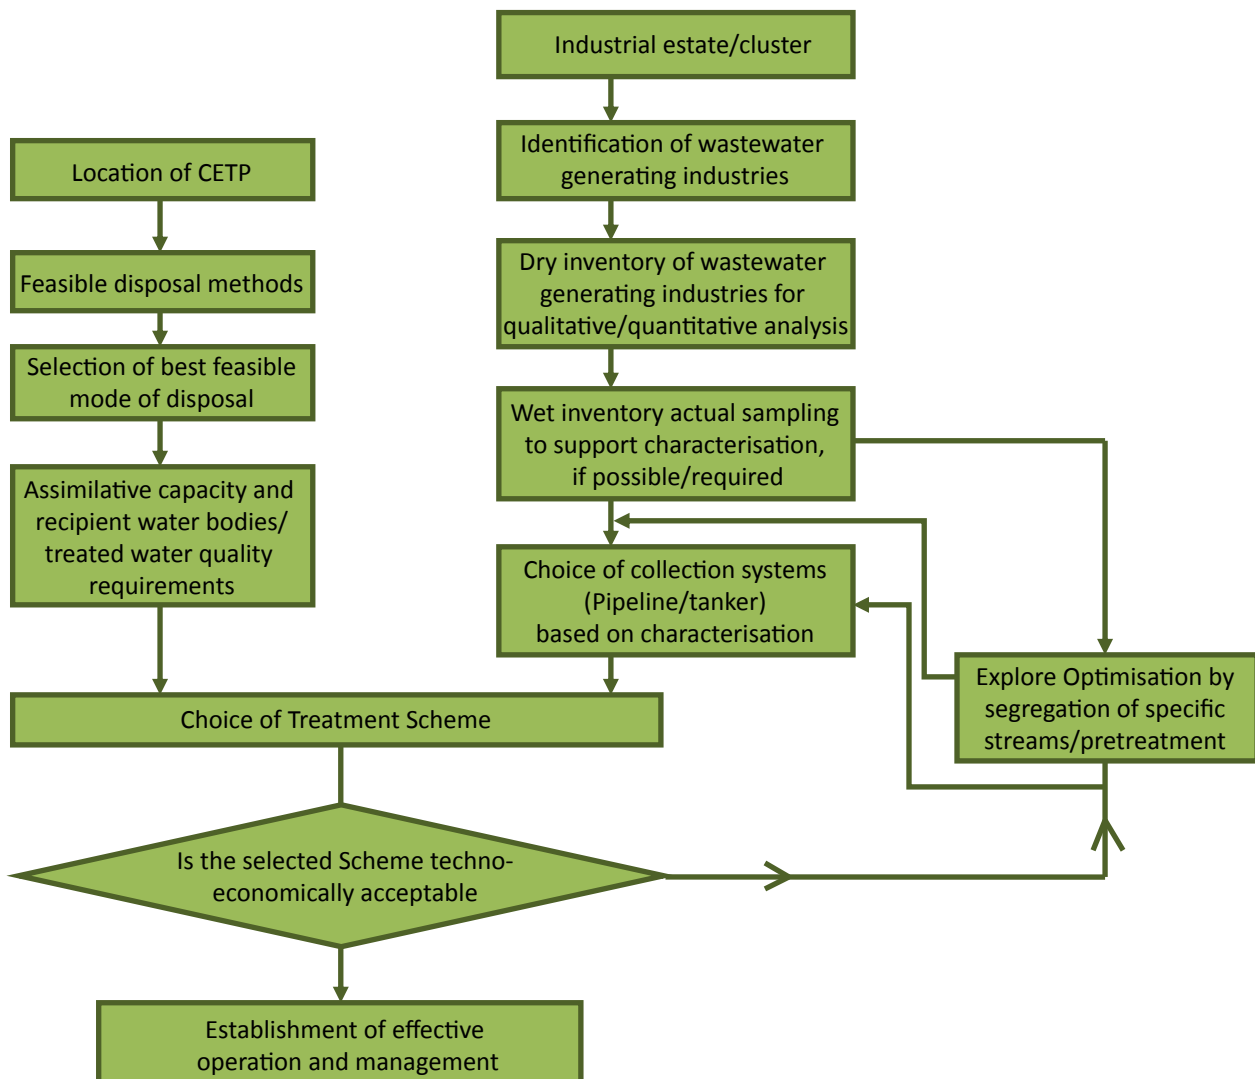 Industrial estate/cluster
Identification of wastewater
generating industries
Location of CETP
Dry inventory of wastewater
generating industries for
qualitative/quantitative analysis
Feasible disposal methods
Selection of best feasible
mode of disposal
Wet inventory actual sampling
to support characterisation,
if possible/required
Assimilative capacity and
recipient water bodies/
treated water quality
requirements
Choice of collection systems
(Pipeline/tanker)
based on characterisation
Explore Optimisation by
segregation of specific
streams/pretreatment
Choice of Treatment Scheme
Is the selected Scheme techno-
economically acceptable
Establishment of effective
operation and management